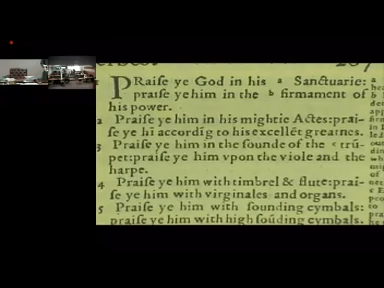 PRaiſe ye God in his a Sanctuarie:
praiſe ye him in the b firmament of
his power.
2 Praiſe ye him in his mightie Actes: prai-
ſe ye hī accordīg to his excellēt greatnes.
3 Praiſe ye him in the ſounde of the c trū-
pet: praiſe ye him vpon the viole and the
harpe.
4 Praiſe ye him with timbrel & flute: prai-
ſe ye him with virginales and organs.
5 Praiſe ye him with ſounding cymbals:
praiſe ye him with high ſoūding cymbals.